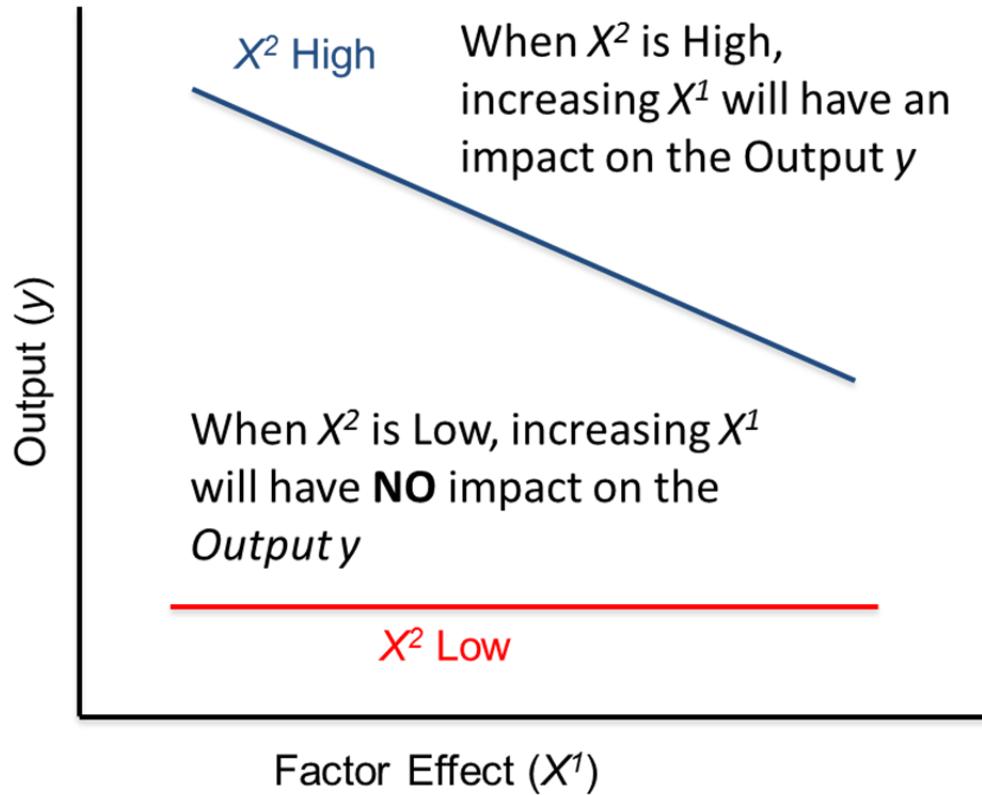 X² High
When X² is High,
increasing X¹ will have an
impact on the Output y
Output (y)
When X² is Low, increasing X¹
will have NO impact on the
Output y
X² Low
Factor Effect (X¹)